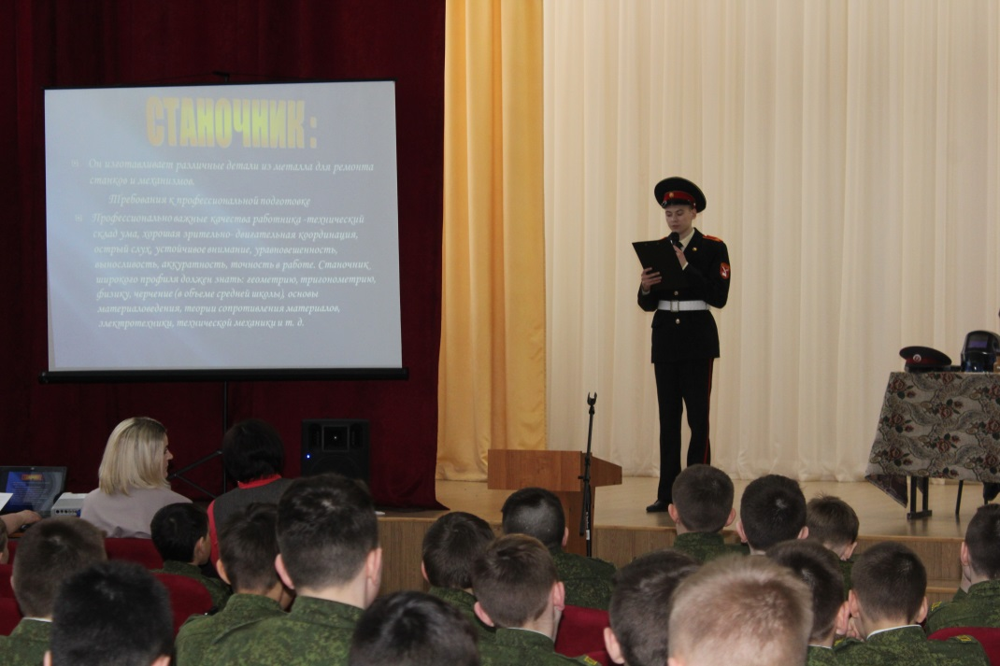 СТАНОЧНИК:
Он изготавливает различные детали из металла для ремонта
станков и механизмов.
Требования к профессиональной подготовке
Профессионально важные качества работника -технический
склад ума, хорошая зрительно- двигательная координация,
острый слух, устойчивое внимание, уравновешенность,
выносливость, аккуратность, точность в работе. Станочник
широкого профиля должен знать: геометрию, тригонометрию,
физику, черчение (в объеме средней школы), основы
материаловедения, теории сопротивления материалов,
электротехники, технической механики и т. д.